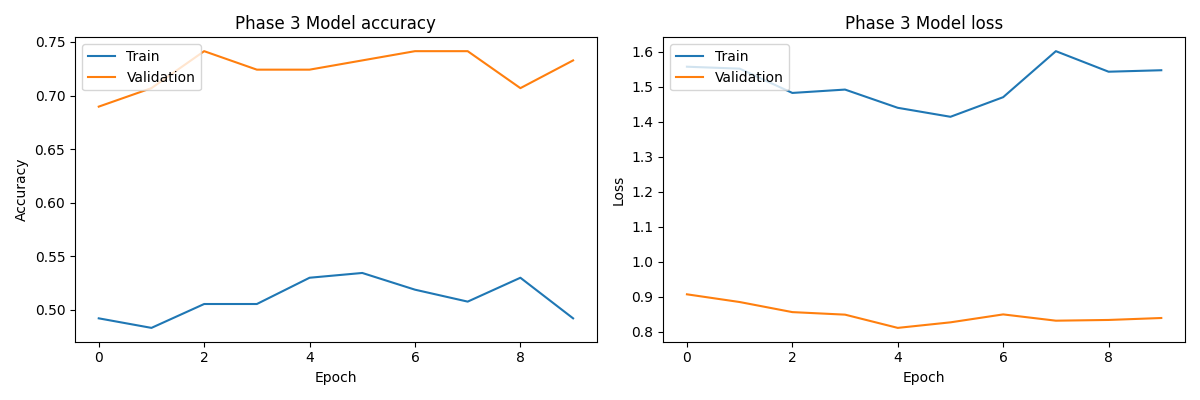 Phase 3 Model accuracy
Train
Validation
0.75
0.70
0.65
0.60
0.55
0.50
Accuracy
0 2 4 6 8
Epoch
Phase 3 Model loss
Train
Validation
1.6
1.5
1.4
1.3
1.2
1.1
1.0
0.9
0.8
Loss
0 2 4 6 8
Epoch